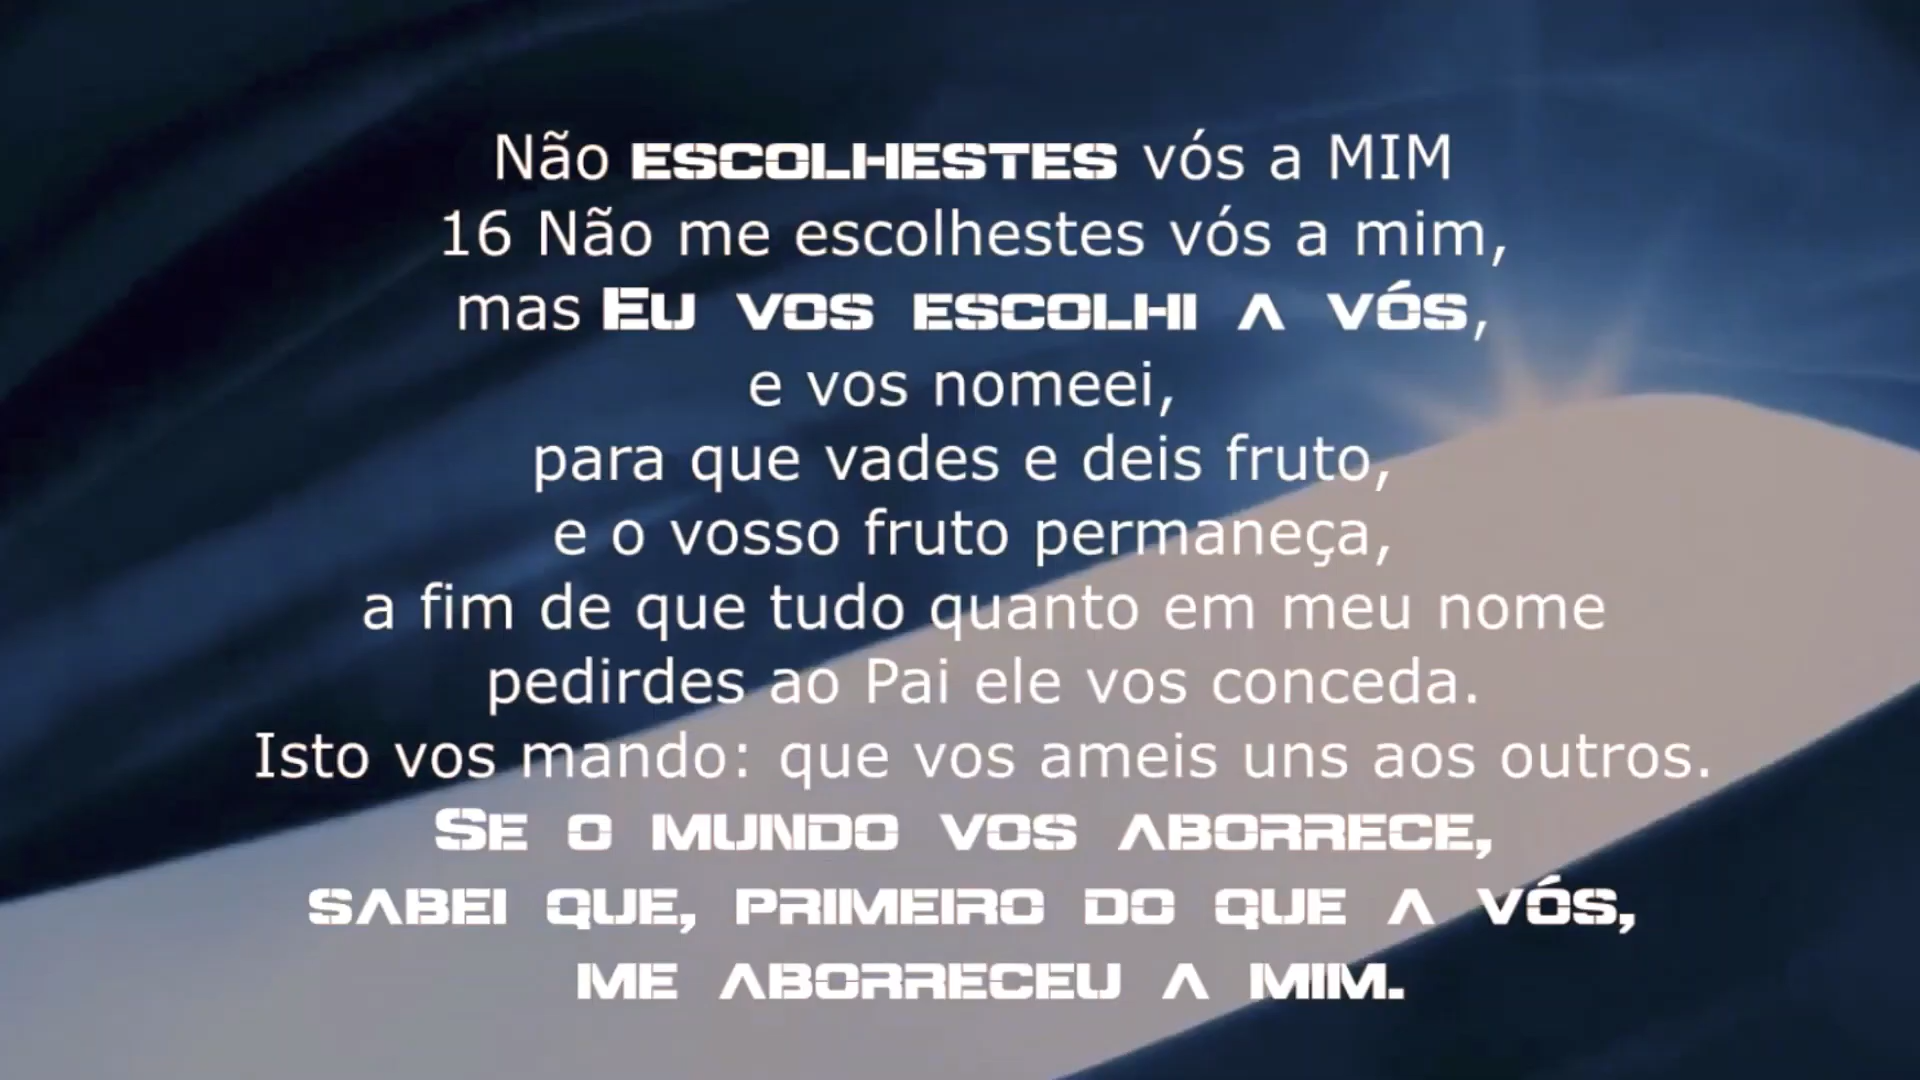 Não ESCOLHESTES vós a MIM
16 Não me escolhestes vós a mim,
mas Eu vos escolhi a vós,
e vos nomeei,
para que vades e deis fruto,
e o vosso fruto permaneça,
a fim de que tudo quanto em meu nome
pedirdes ao Pai ele vos conceda.
Isto vos mando: que vos ameis uns aos outros.
Se o mundo vos aborrece,
sabei que, primeiro do que a vós,
me aborreceu a mim.